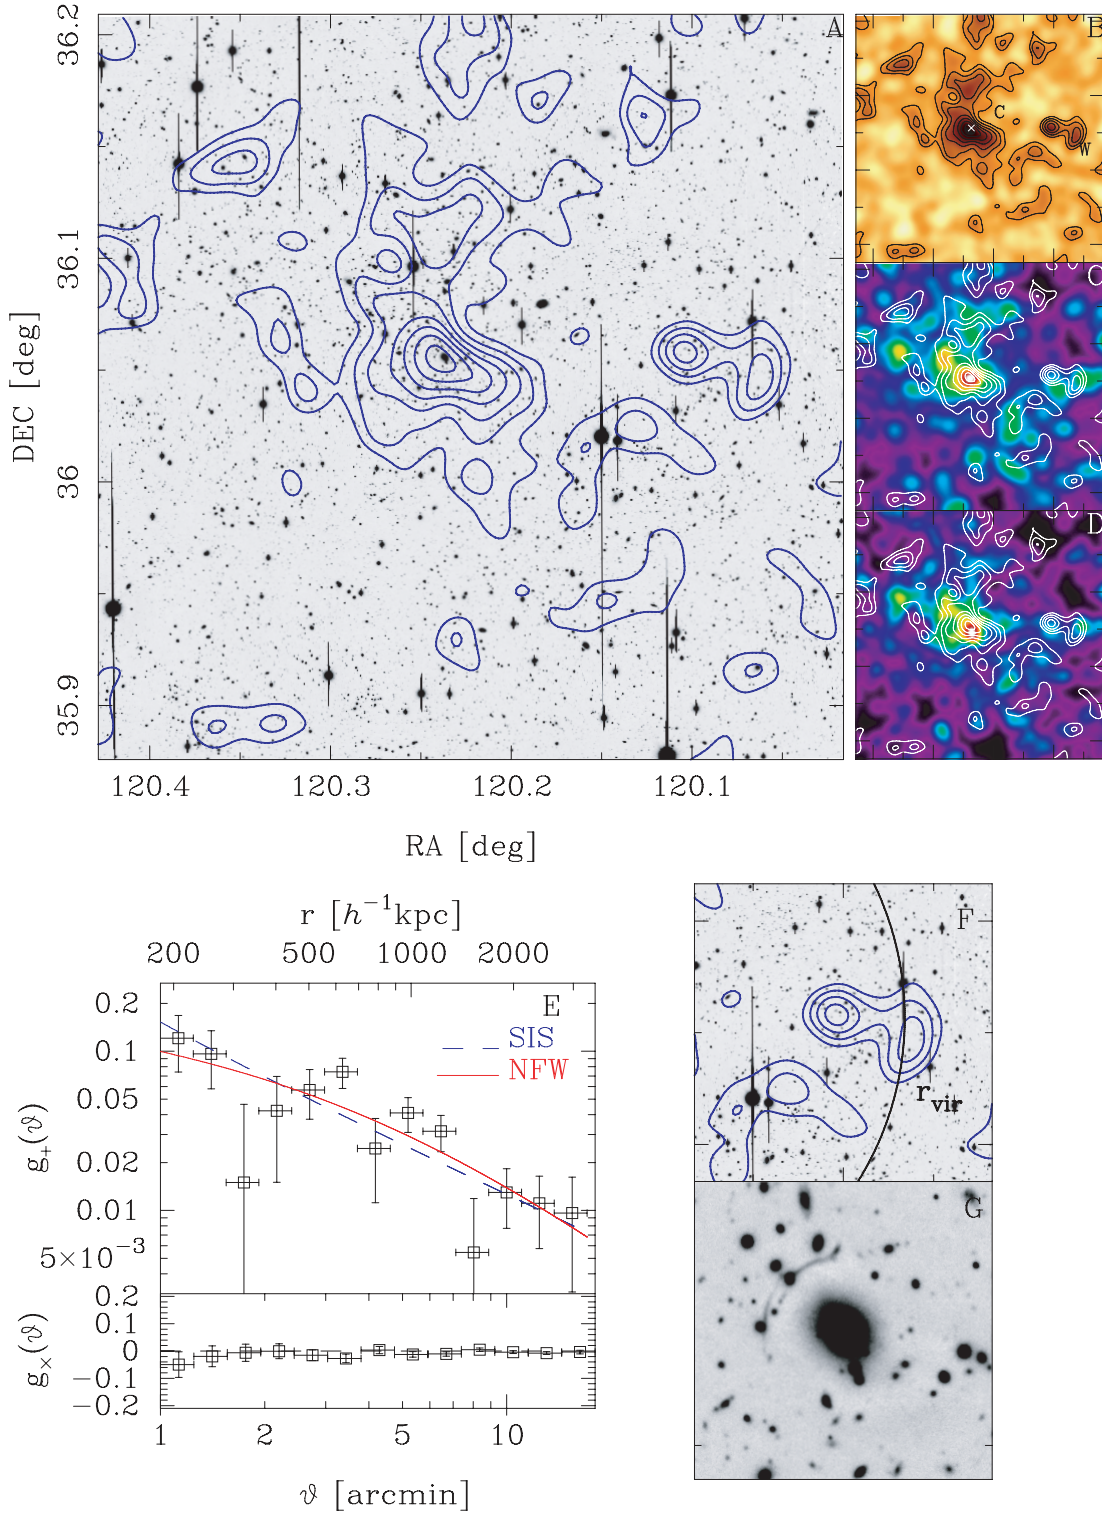 A
36.2
36.1
36
35.9
DEC [deg]
120.4 120.3 120.2 120.1
RA [deg]
B
C
W
C
D
r [h⁻¹kpc]
200 500 1000 2000
E
SIS
NFW
0.2
0.1
0.05
0.02
0.01
5×10⁻³
g₊(ϑ)
0.2
0.1
0
−0.1
−0.2
g×(ϑ)
1 2 5 10
ϑ [arcmin]
F
r_vir
G